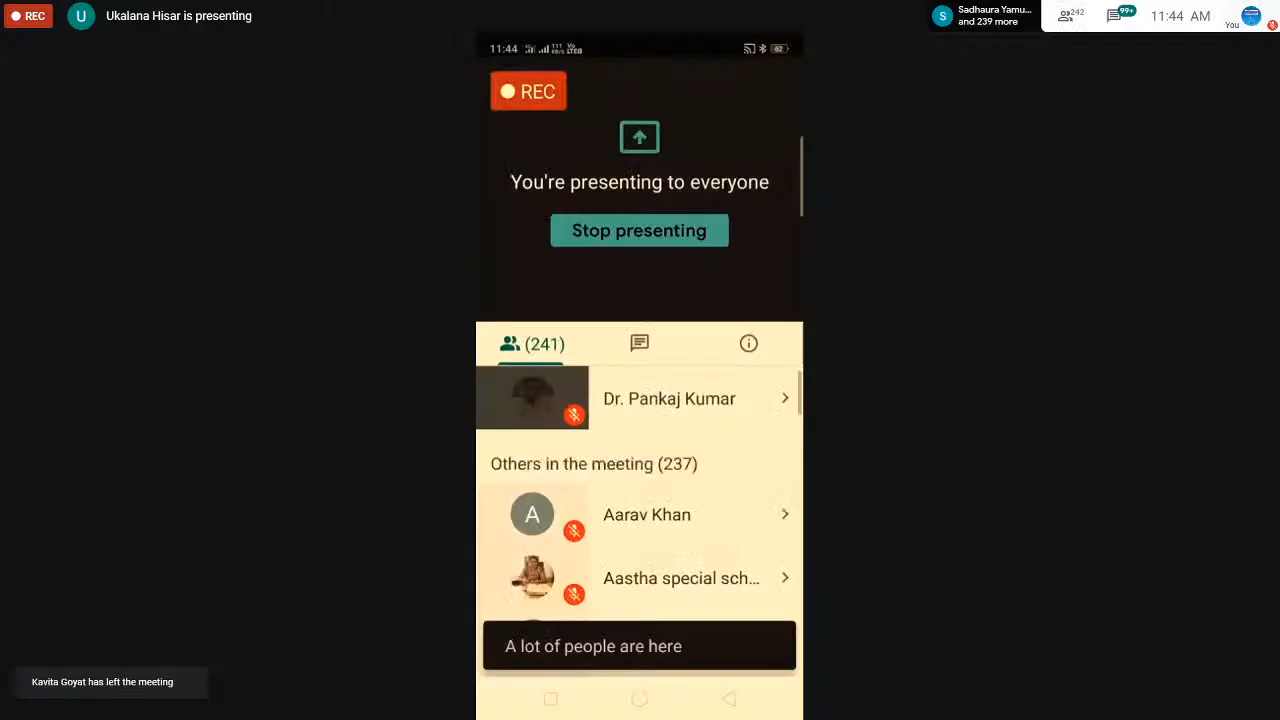 REC
U
Ukalana Hisar is presenting
S
Sadhaura Yamu...
and 239 more
242
99+
11:44 AM
You
11:44
62
REC
You're presenting to everyone
Stop presenting
(241)
Dr. Pankaj Kumar
Others in the meeting (237)
A
Aarav Khan
Aastha special sch...
A lot of people are here
Kavita Goyat has left the meeting